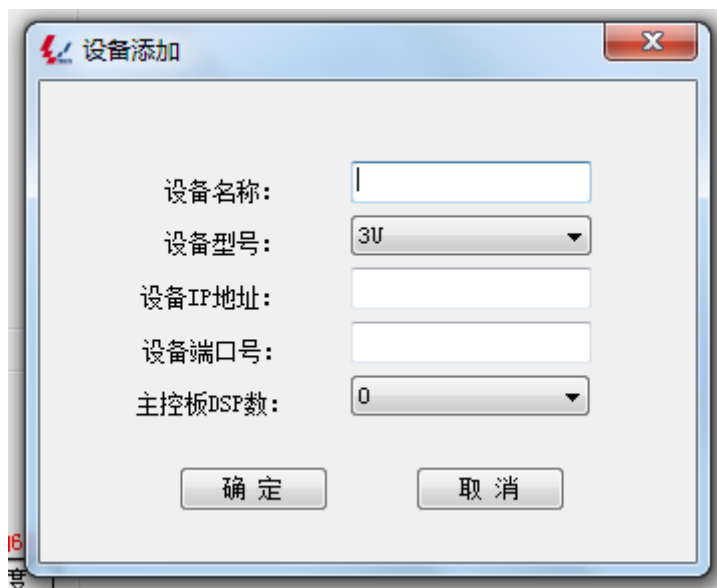 设备添加
设备名称:
设备型号: 3U
设备IP地址:
设备端口号:
主控板DSP数: 0
确 定 取 消
度